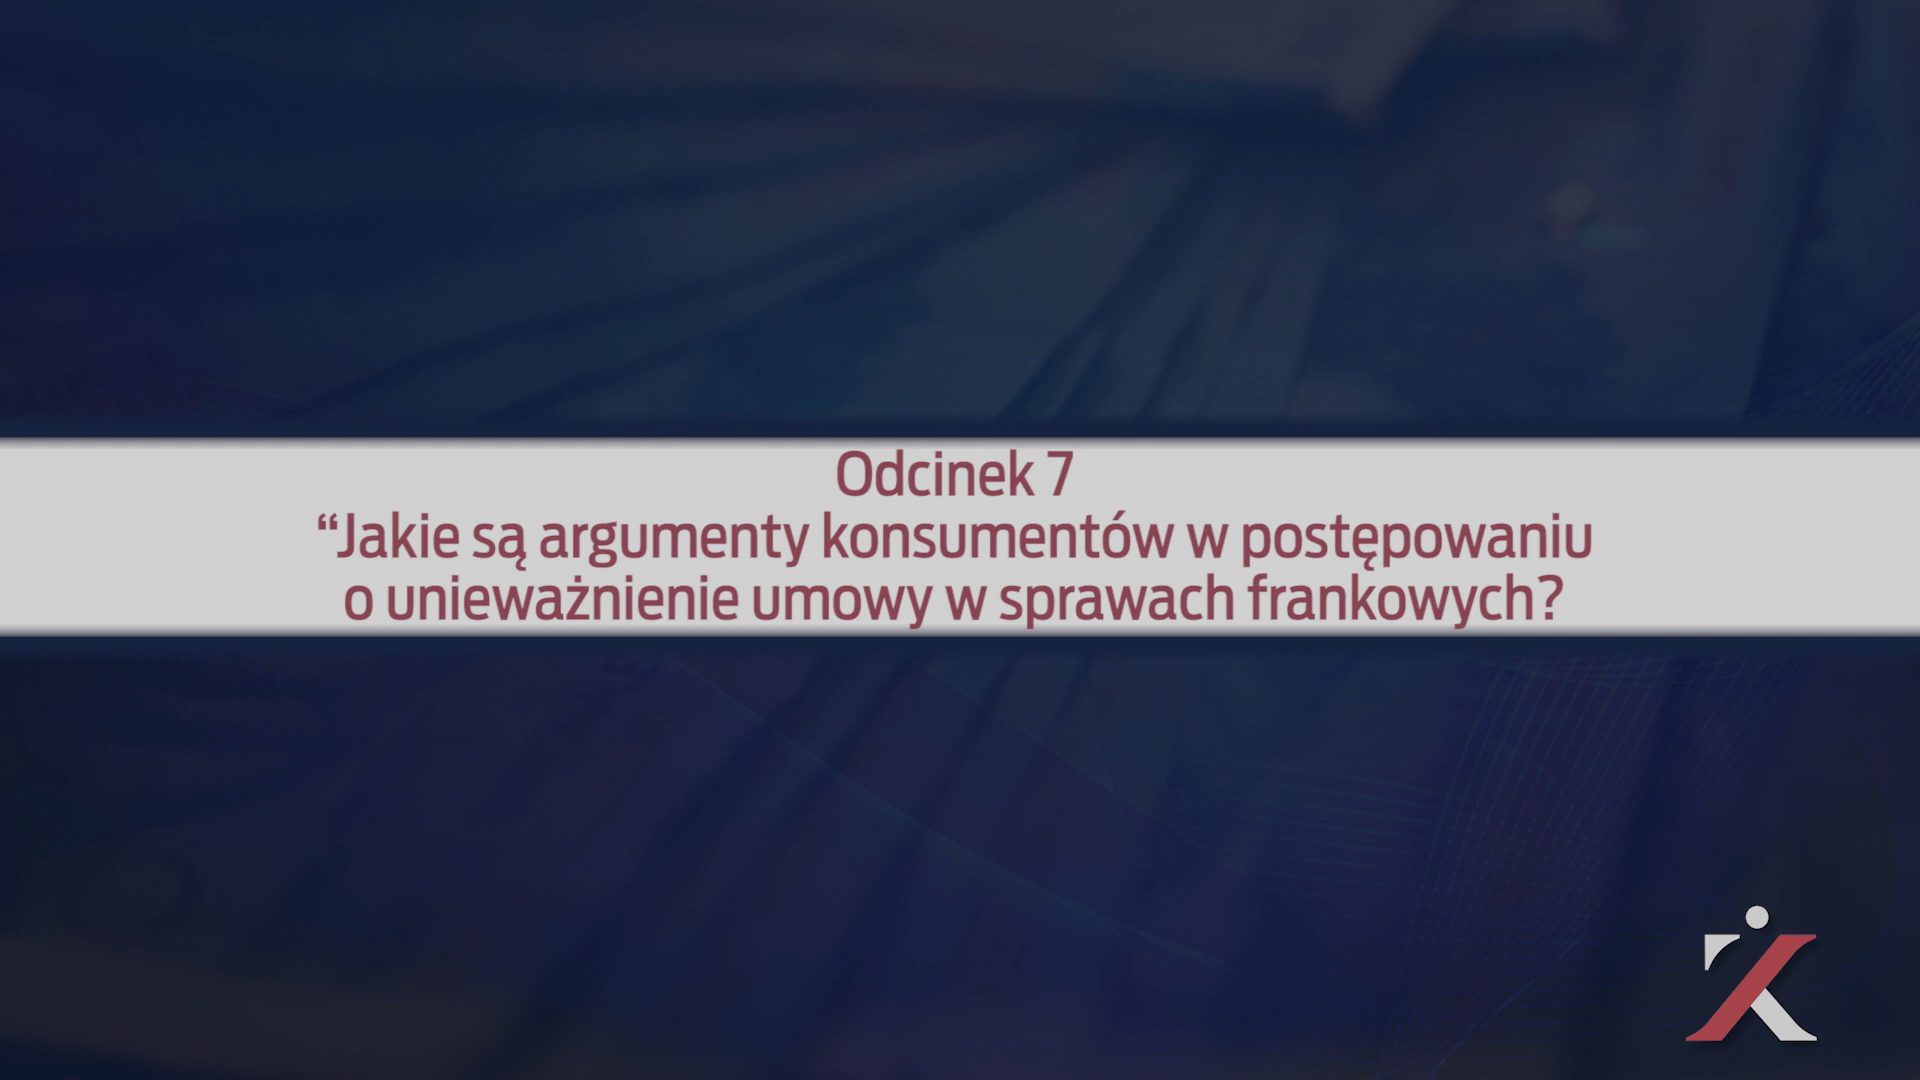 Odcinek 7
“Jakie są argumenty konsumentów w postępowaniu
o unieważnienie umowy w sprawach frankowych?